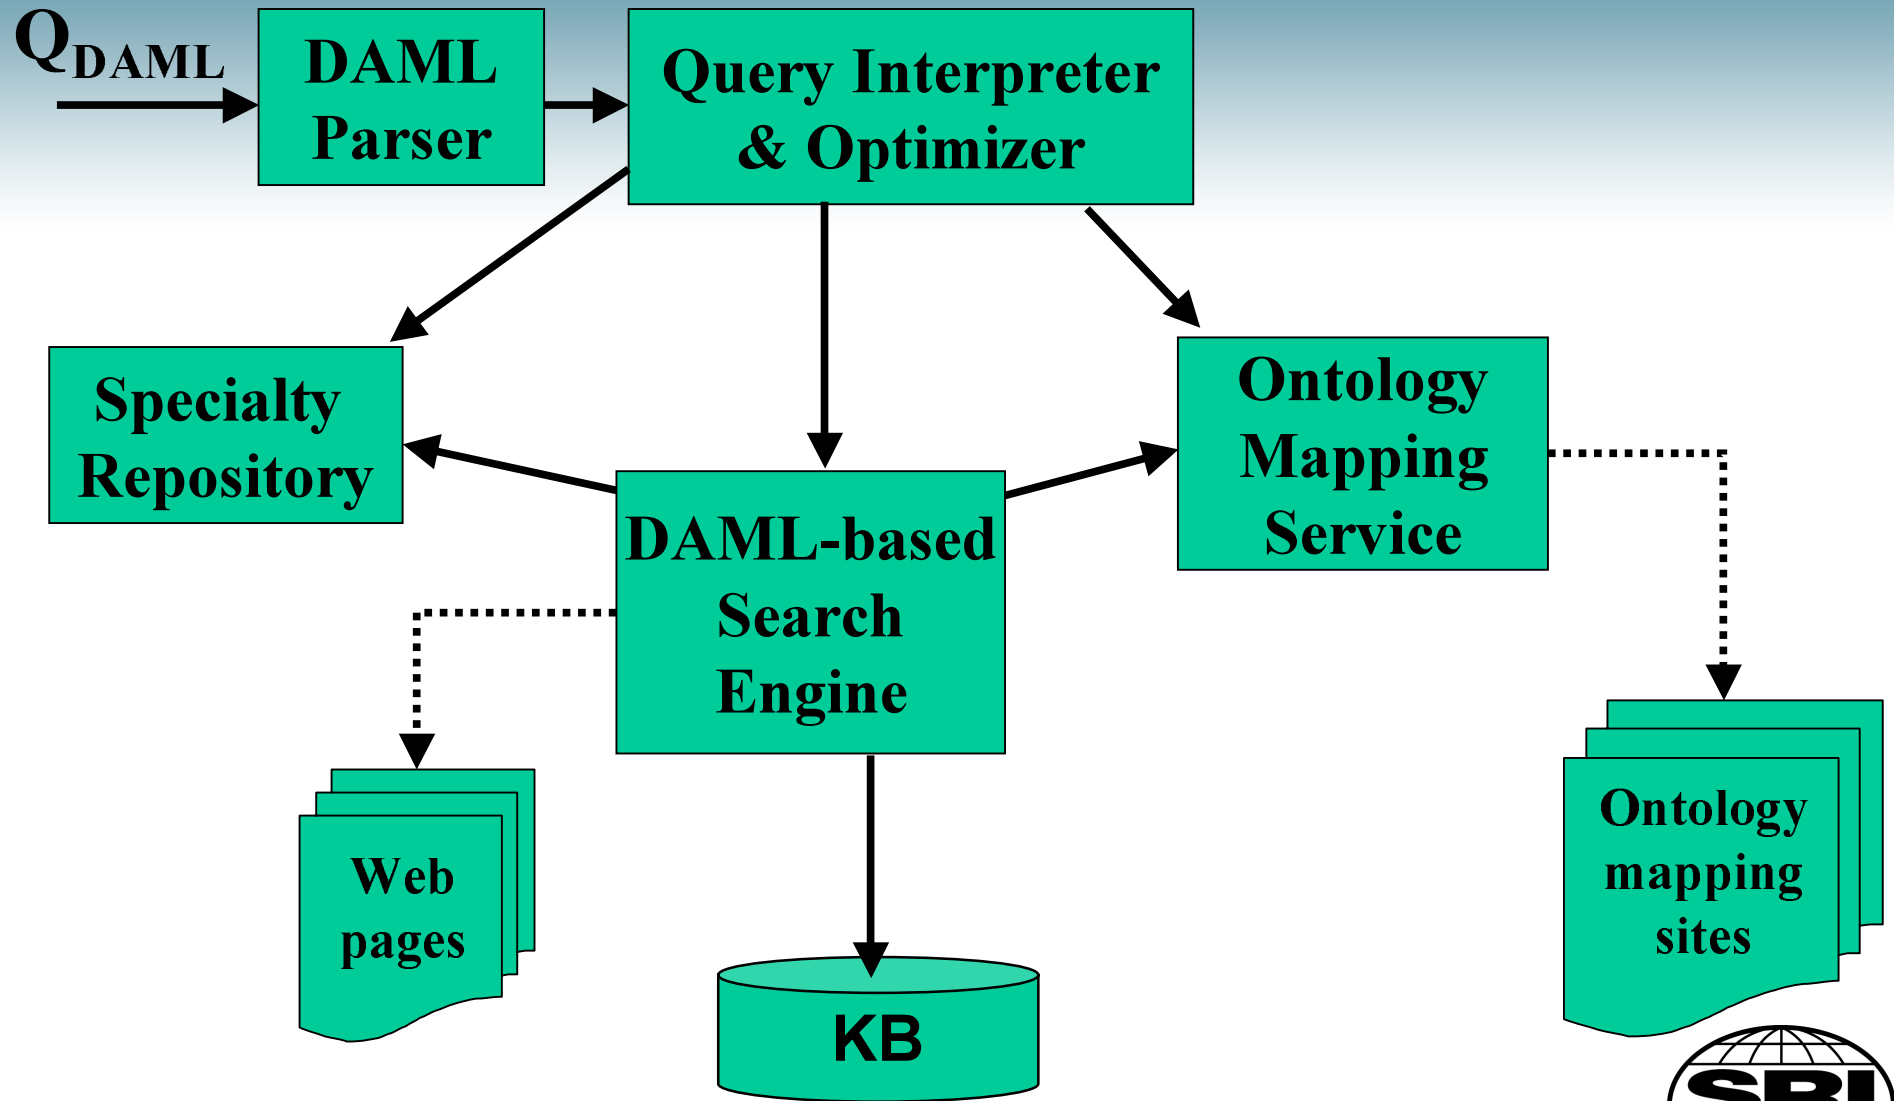 QDAML
DAML
Parser
Query Interpreter
& Optimizer
Specialty
Repository
Ontology
Mapping
Service
DAML-based
Search
Engine
Web
pages
Ontology
mapping
sites
KB
SRI